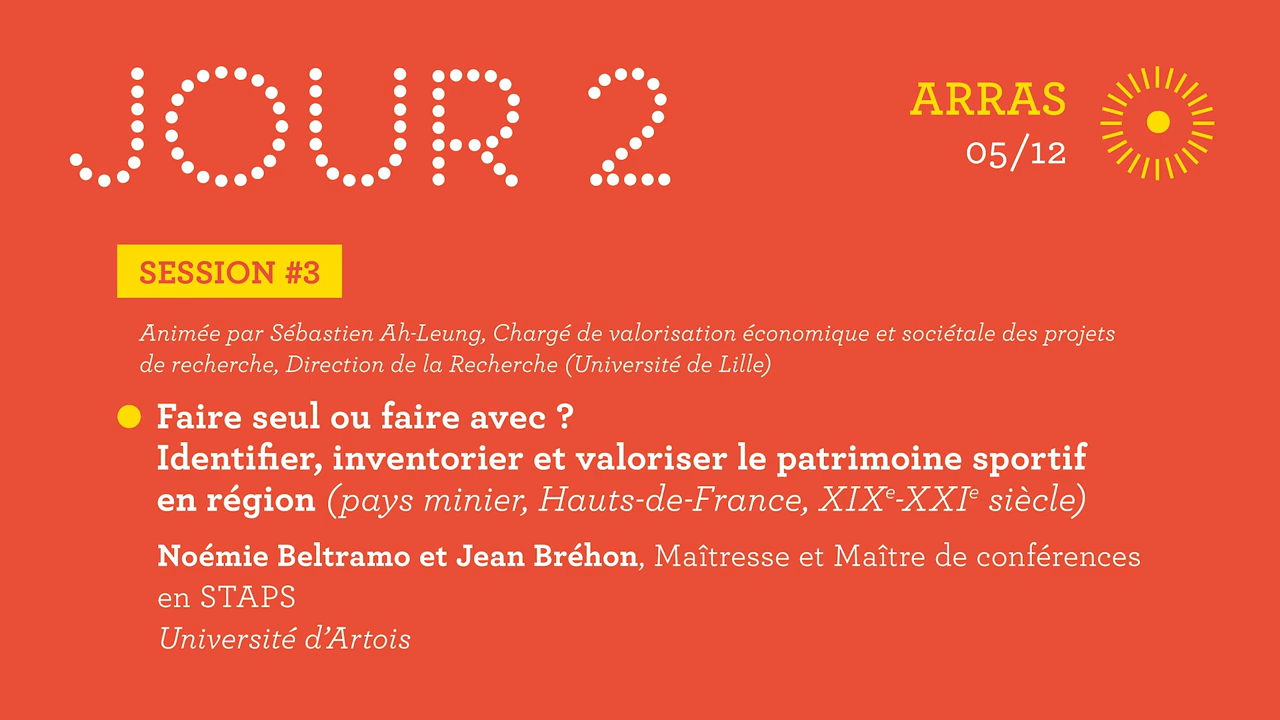 JOUR 2
ARRAS
05/12
SESSION #3
Animée par Sébastien Ah-Leung, Chargé de valorisation économique et sociétale des projets
de recherche, Direction de la Recherche (Université de Lille)
Faire seul ou faire avec ?
Identifier, inventorier et valoriser le patrimoine sportif
en région (pays minier, Hauts-de-France, XIXe-XXIe siècle)
Noémie Beltramo et Jean Bréhon, Maîtresse et Maître de conférences
en STAPS
Université d’Artois